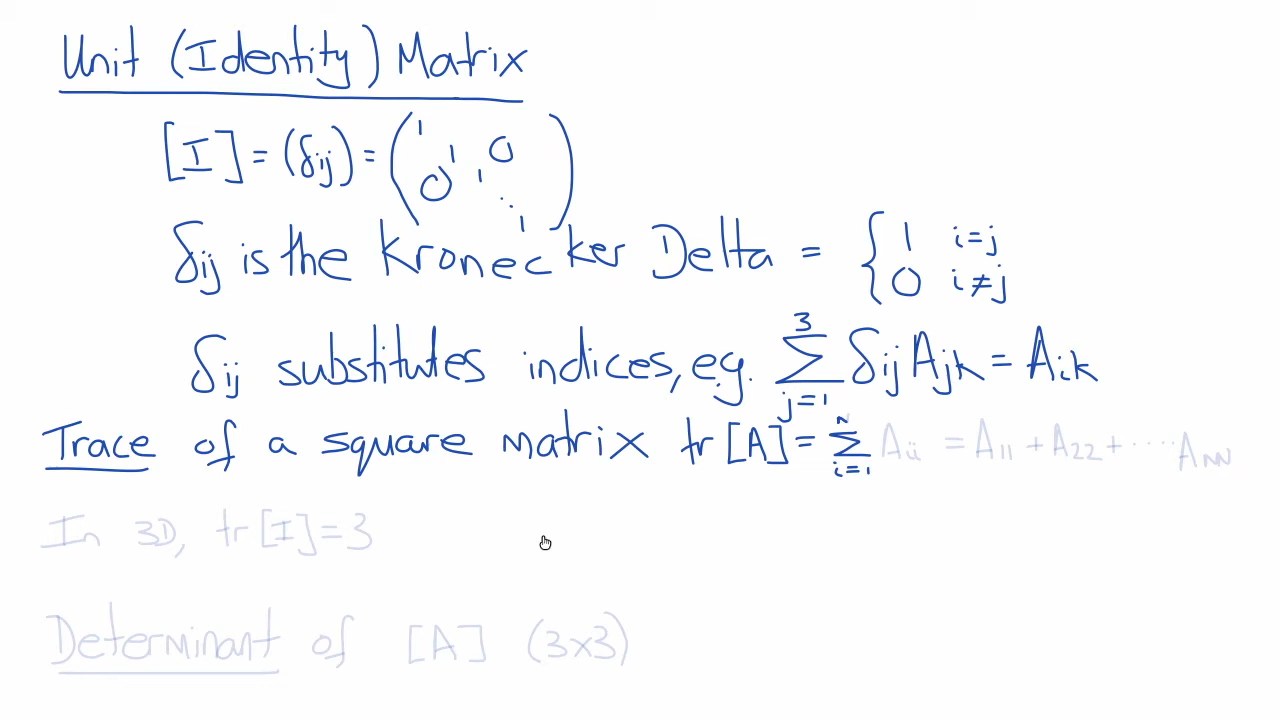 Unit (Identity) Matrix
[I] = (δij) = (1 1 0 0 1 ⋱ 1)
δij is the Kronecker Delta = { 1 i=j
0 i≠j
δij substitutes indices, e.g. ∑_{j=1}^{3} δij Ajk = Aik
Trace of a square matrix tr [A] = ∑_{i=1}^{N} Aii = A11 + A22 + ···· ANN
In 3D, tr [I] = 3
Determinant of [A] (3x3)